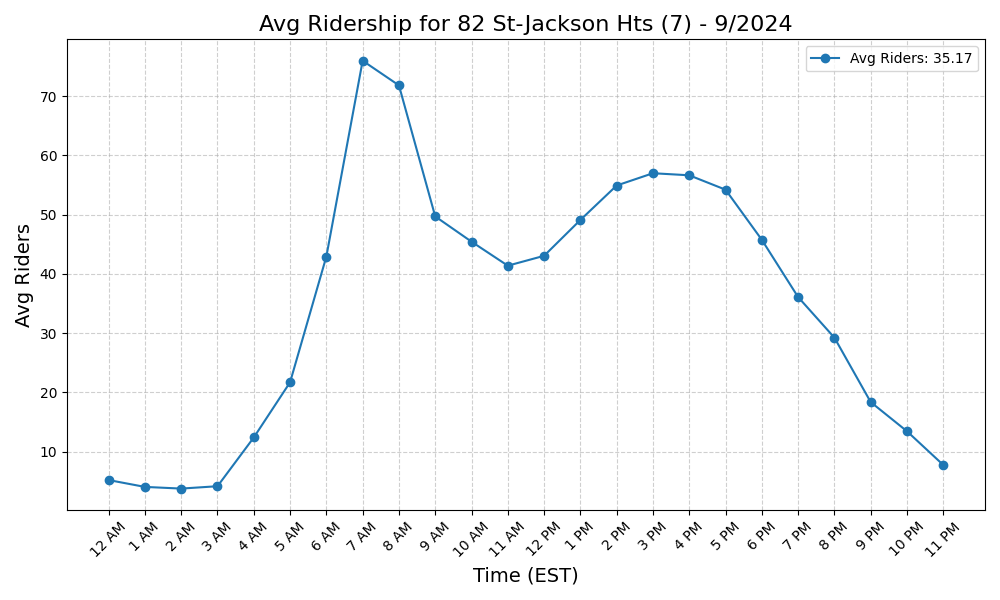 Avg Ridership for 82 St-Jackson Hts (7) - 9/2024
Avg Riders: 35.17
Avg Riders
70
60
50
40
30
20
10
12 AM
1 AM
2 AM
3 AM
4 AM
5 AM
6 AM
7 AM
8 AM
9 AM
10 AM
11 AM
12 PM
1 PM
2 PM
3 PM
4 PM
5 PM
6 PM
7 PM
8 PM
9 PM
10 PM
11 PM
Time (EST)